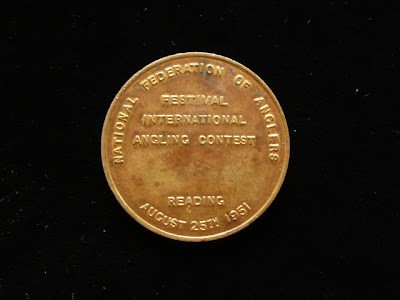 NATIONAL FEDERATION OF ANGLERS
FESTIVAL
INTERNATIONAL
ANGLING CONTEST
READING
AUGUST 25TH 1951